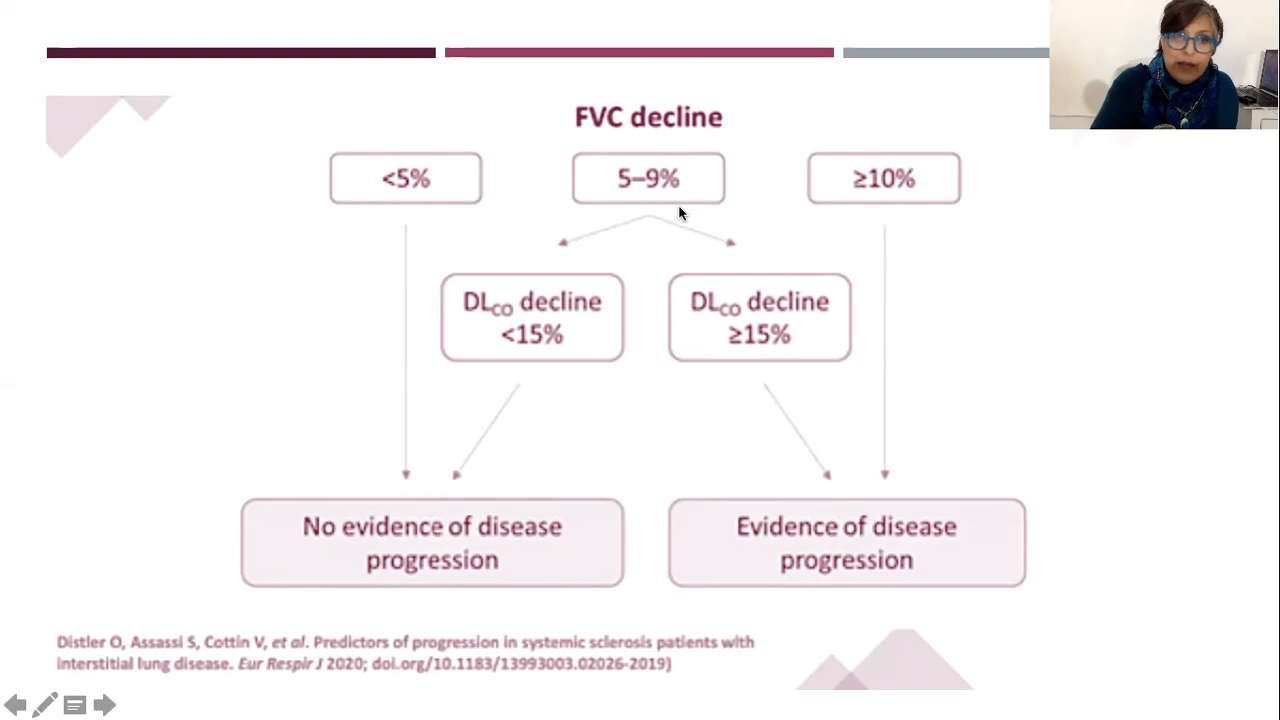 FVC decline
<5%
5–9%
≥10%
DLCO decline
<15%
DLCO decline
≥15%
No evidence of disease
progression
Evidence of disease
progression
Distler O, Assassi S, Cottin V, et al. Predictors of progression in systemic sclerosis patients with
interstitial lung disease. Eur Respir J 2020; doi.org/10.1183/13993003.02026-2019)